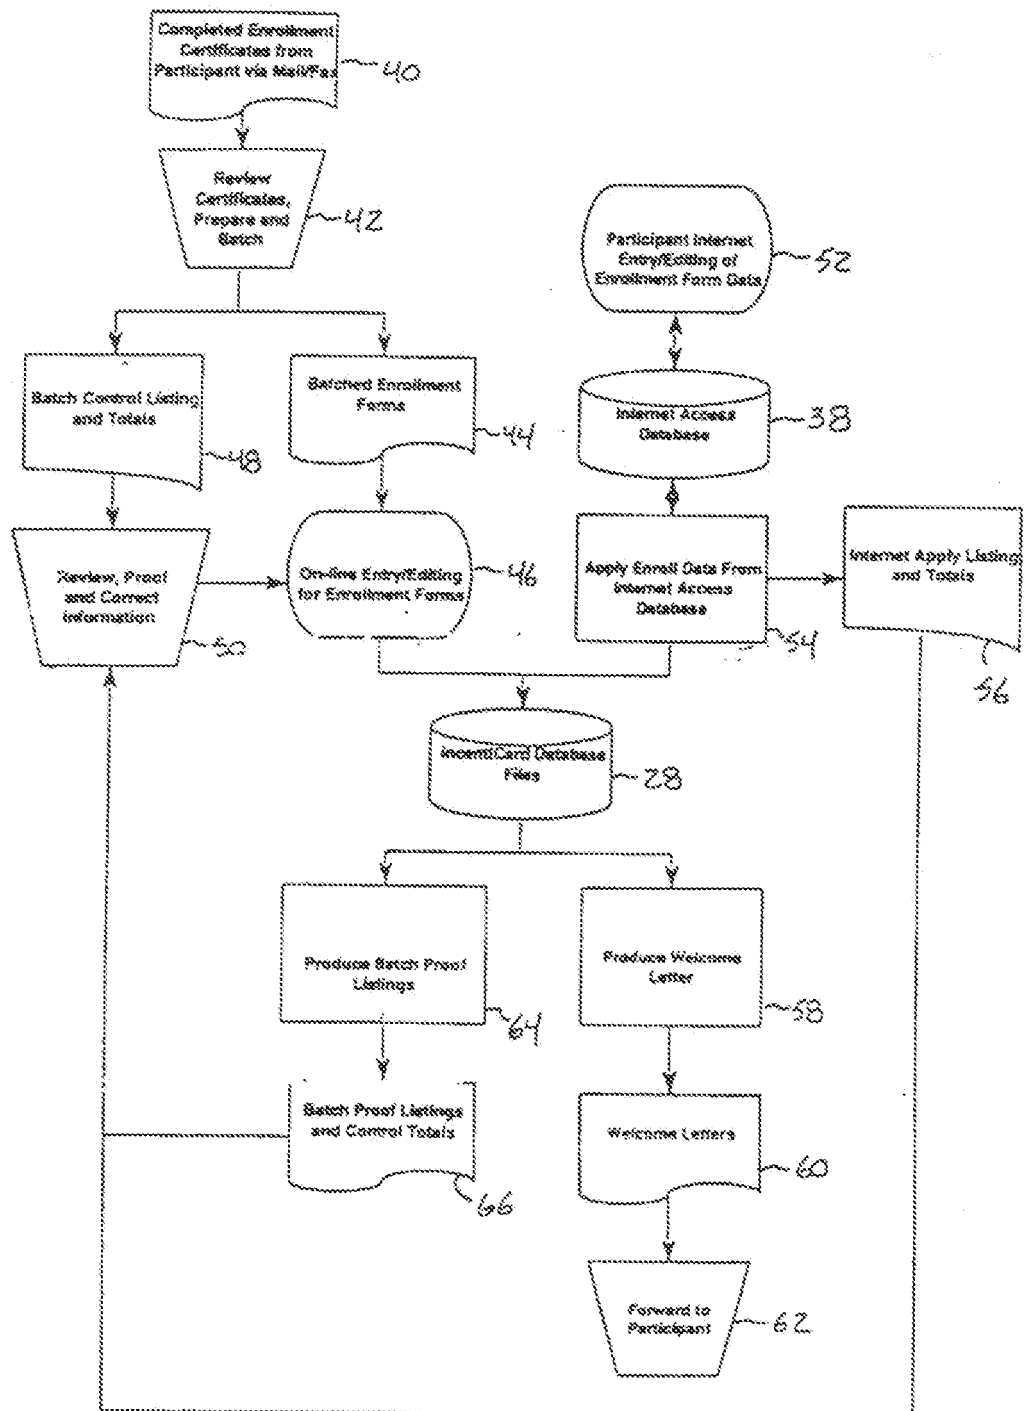 Completed Enrollment
Certificates from
Participant via Mail/Fax
40
Review
Certificates,
Prepare and
Batch
42
Participant Internet
Entry/Editing of
Enrollment Form Data
52
Batch Control Listing
and Totals
48
Batched Enrollment
Forms
44
Internet Access
Database
38
Review, Proof
and Correct
Information
50
On-line Entry/Editing
for Enrollment Forms
46
Apply Enroll Data From
Internet Access
Database
54
Internet Apply Listing
and Totals
56
IncentiCard Database
Files
28
Produce Batch Proof
Listings
64
Produce Welcome
Letter
58
Batch Proof Listings
and Control Totals
66
Welcome Letters
60
Forward to
Participant
62